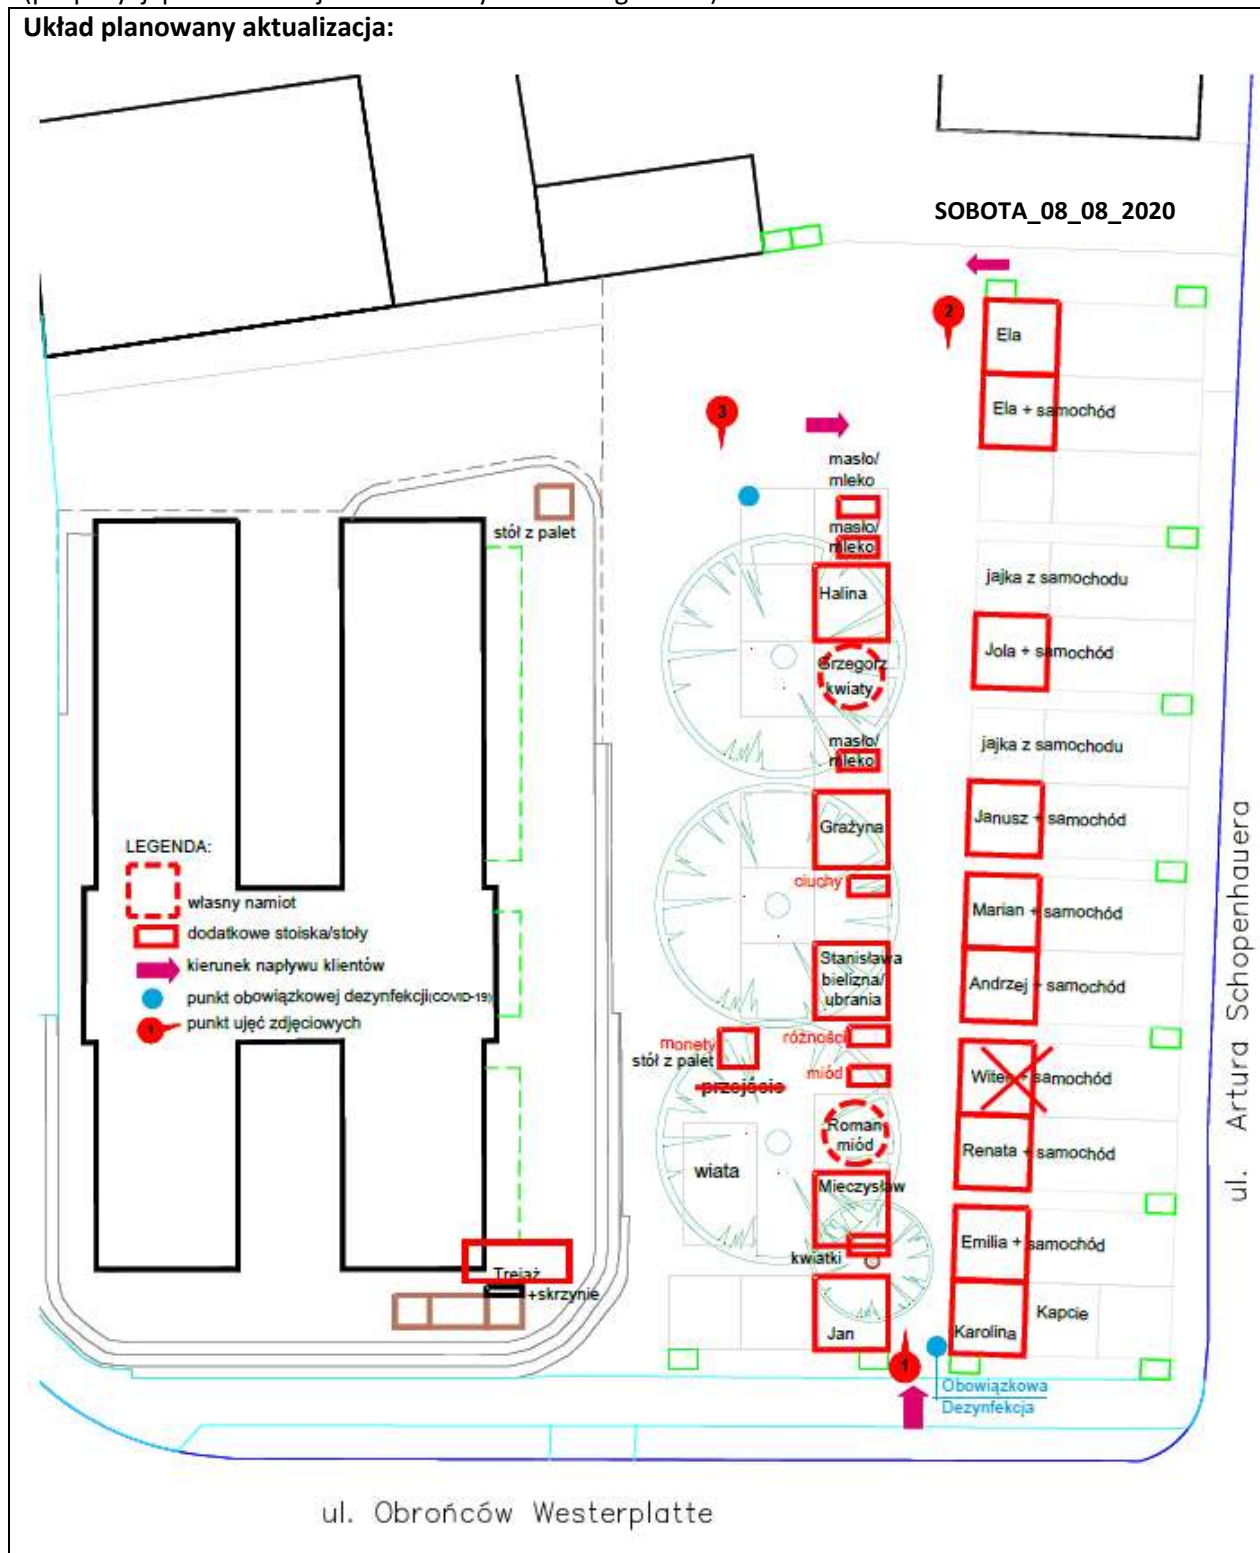 Układ planowany aktualizacja:
SOBOTA_08_08_2020
2
Ela
Ela + samochód
3
masło/
mleko
masło/
mleko
stół z palet
Halina
jajka z samochodu
Grzegorz
kwiaty
Jola + samochód
masło/
mleko
jajka z samochodu
Grażyna
Janusz + samochód
ciuchy
LEGENDA:
własny namiot
dodatkowe stoiska/stoły
kierunek napływu klientów
punkt obowiązkowej dezynfekcji(COVID-19)
1
punkt ujęć zdjęciowych
Marian + samochód
Stanisława
bielizna/
ubrania
Andrzej + samochód
monety
stół z palet
różności
miód
przejście
Witek + samochód
Roman
miód
wiata
Renata + samochód
Mieczysław
kwiatki
Emilia + samochód
Trejaż
+skrzynie
Jan
Karolina
Kapcie
1
Obowiązkowa
Dezynfekcja
ul. Artura Schopenhauera
ul. Obrońców Westerplatte